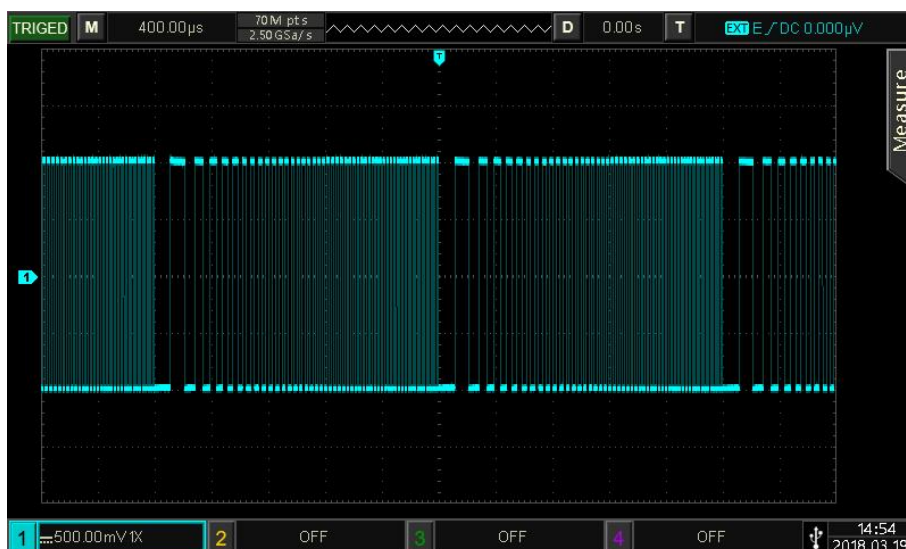 TRIGED M 400.00μs 70M pts D 0.00s T EXT E DC 0.000μV
2.50GSa/s
T
Measure
1
1 500.00mV 1X 2 OFF 3 OFF 4 OFF 14:54
2018.03.19